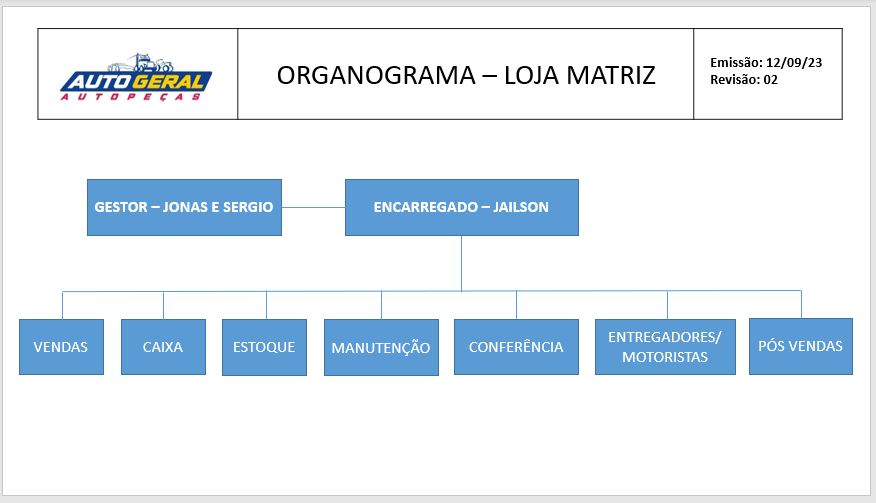 AUTO GERAL
AUTOPEÇAS
ORGANOGRAMA – LOJA MATRIZ
Emissão: 12/09/23
Revisão: 02
GESTOR – JONAS E SERGIO
ENCARREGADO – JAILSON
VENDAS
CAIXA
ESTOQUE
MANUTENÇÃO
CONFERÊNCIA
ENTREGADORES/
MOTORISTAS
PÓS VENDAS